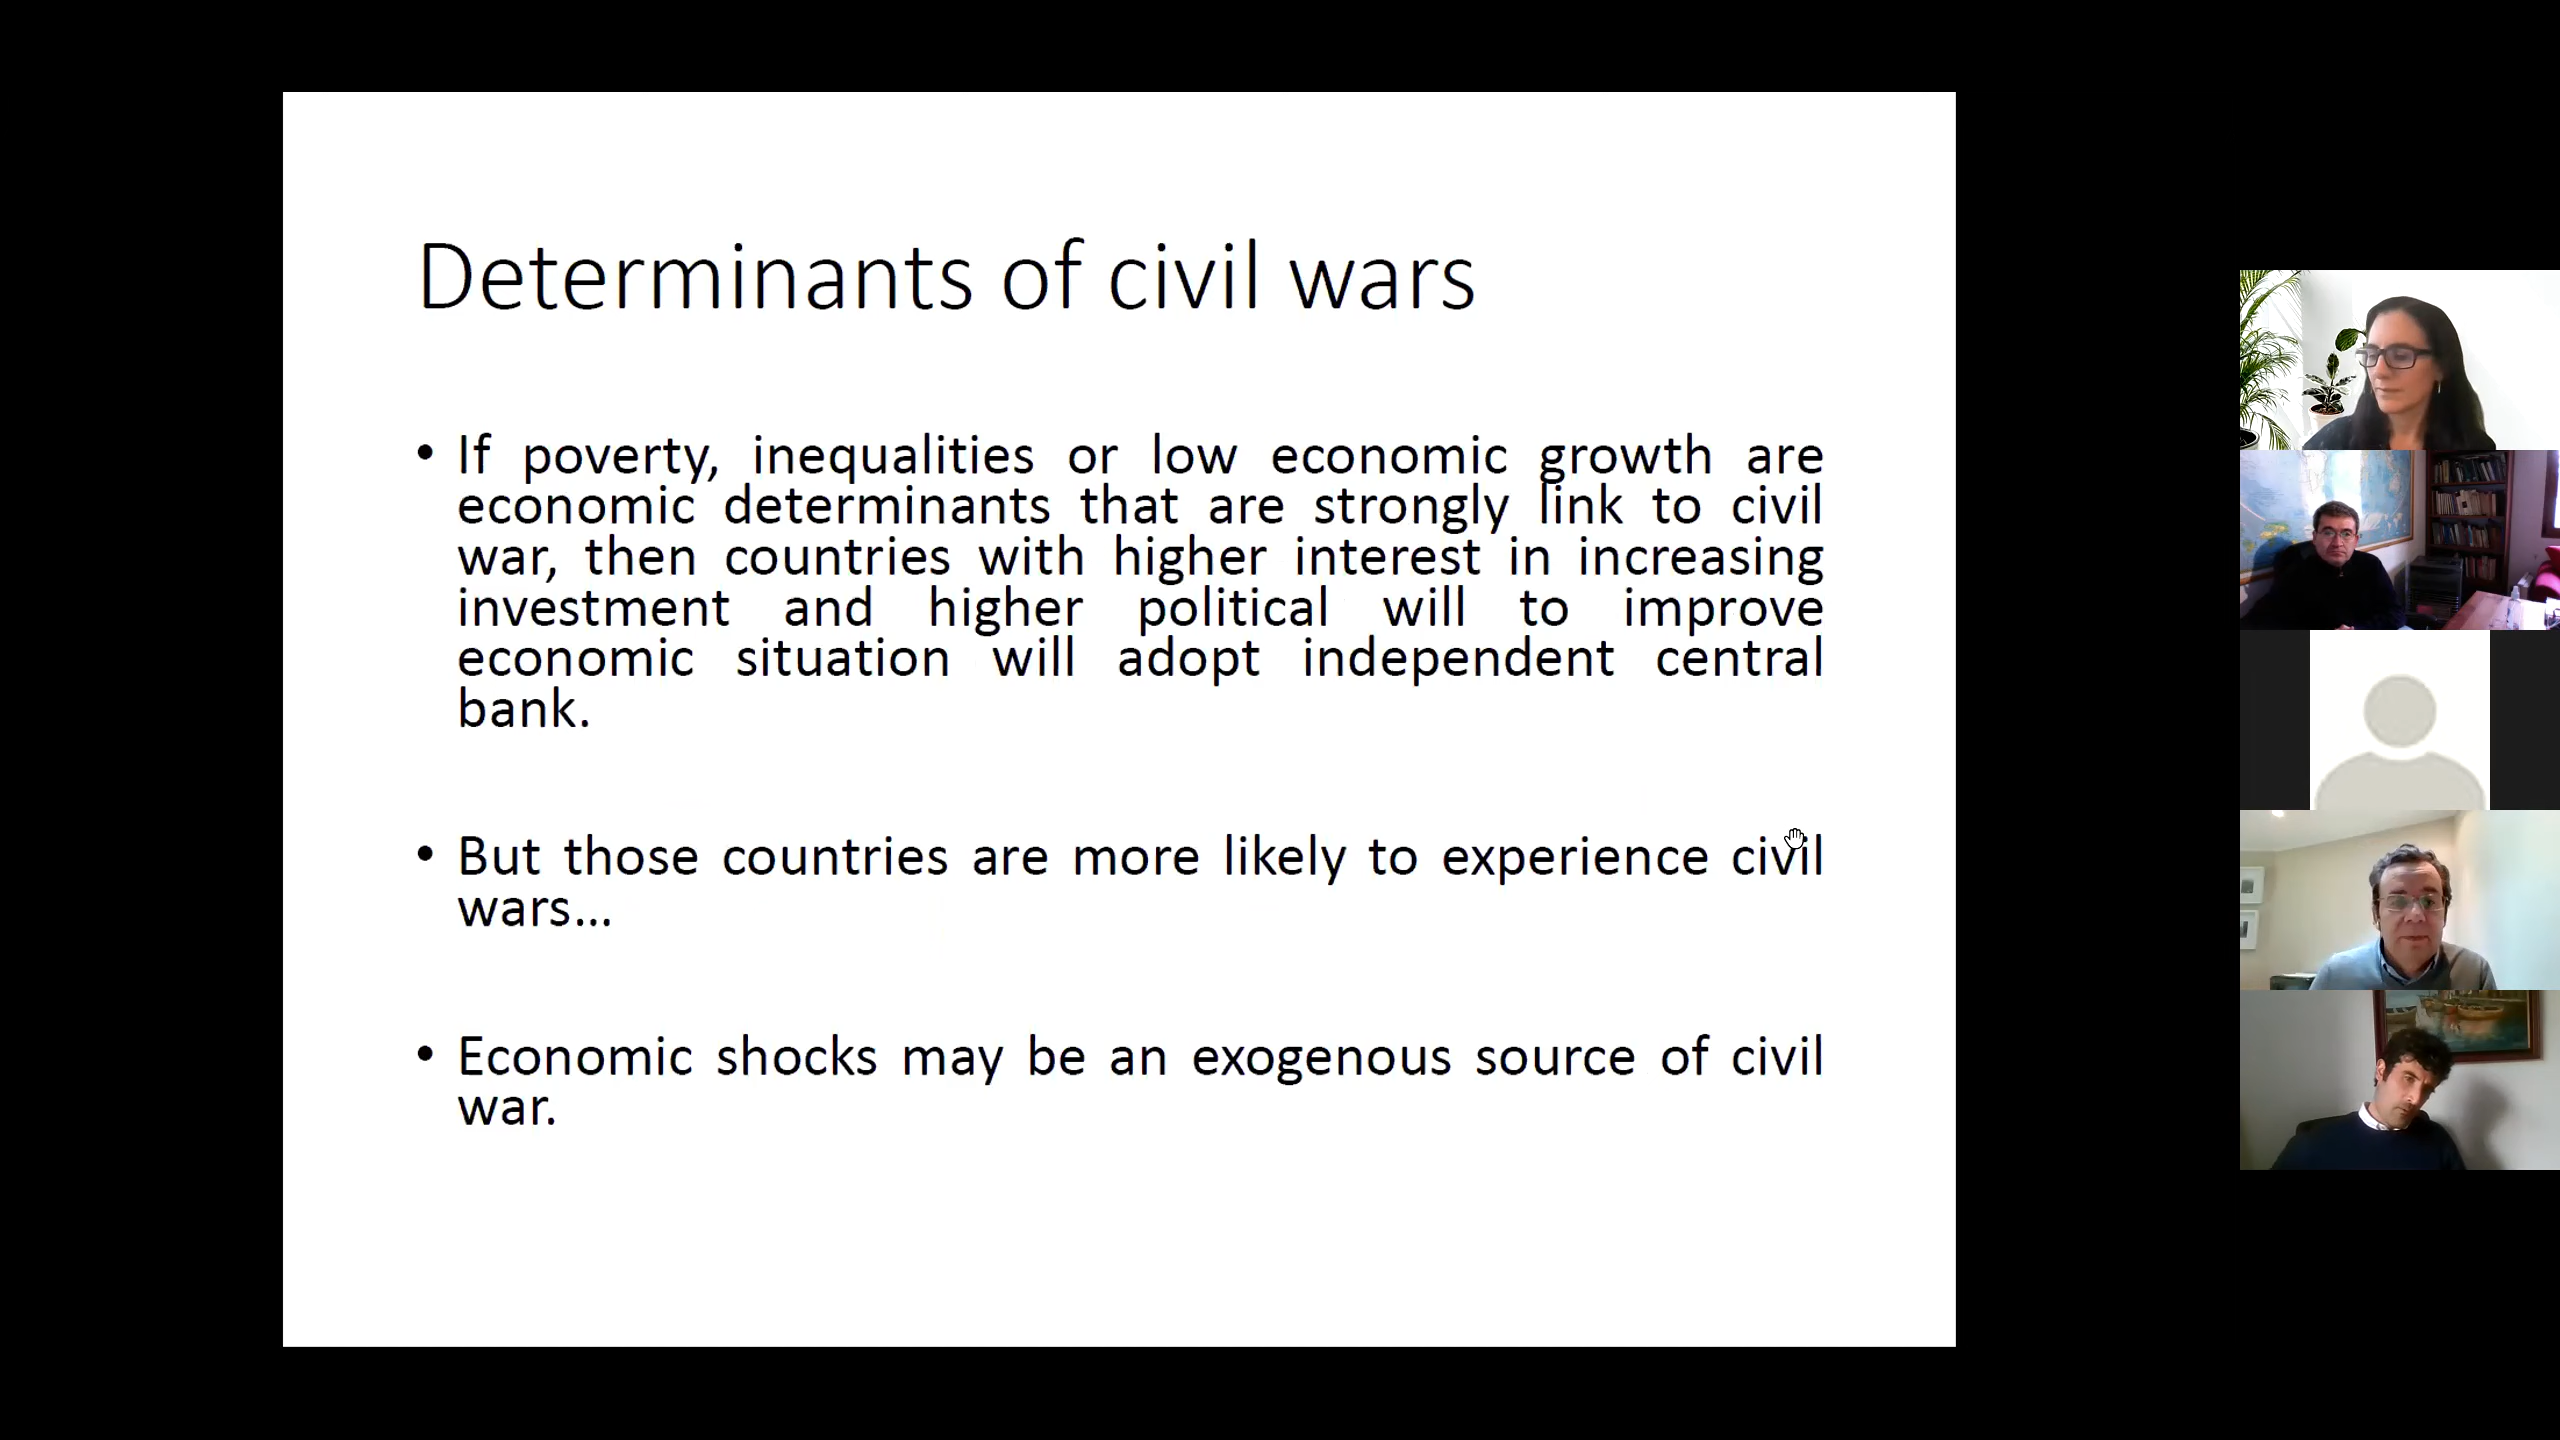 Determinants of civil wars
• If poverty, inequalities or low economic growth are
economic determinants that are strongly link to civil
war, then countries with higher interest in increasing
investment and higher political will to improve
economic situation will adopt independent central
bank.
• But those countries are more likely to experience civil
wars...
• Economic shocks may be an exogenous source of civil
war.